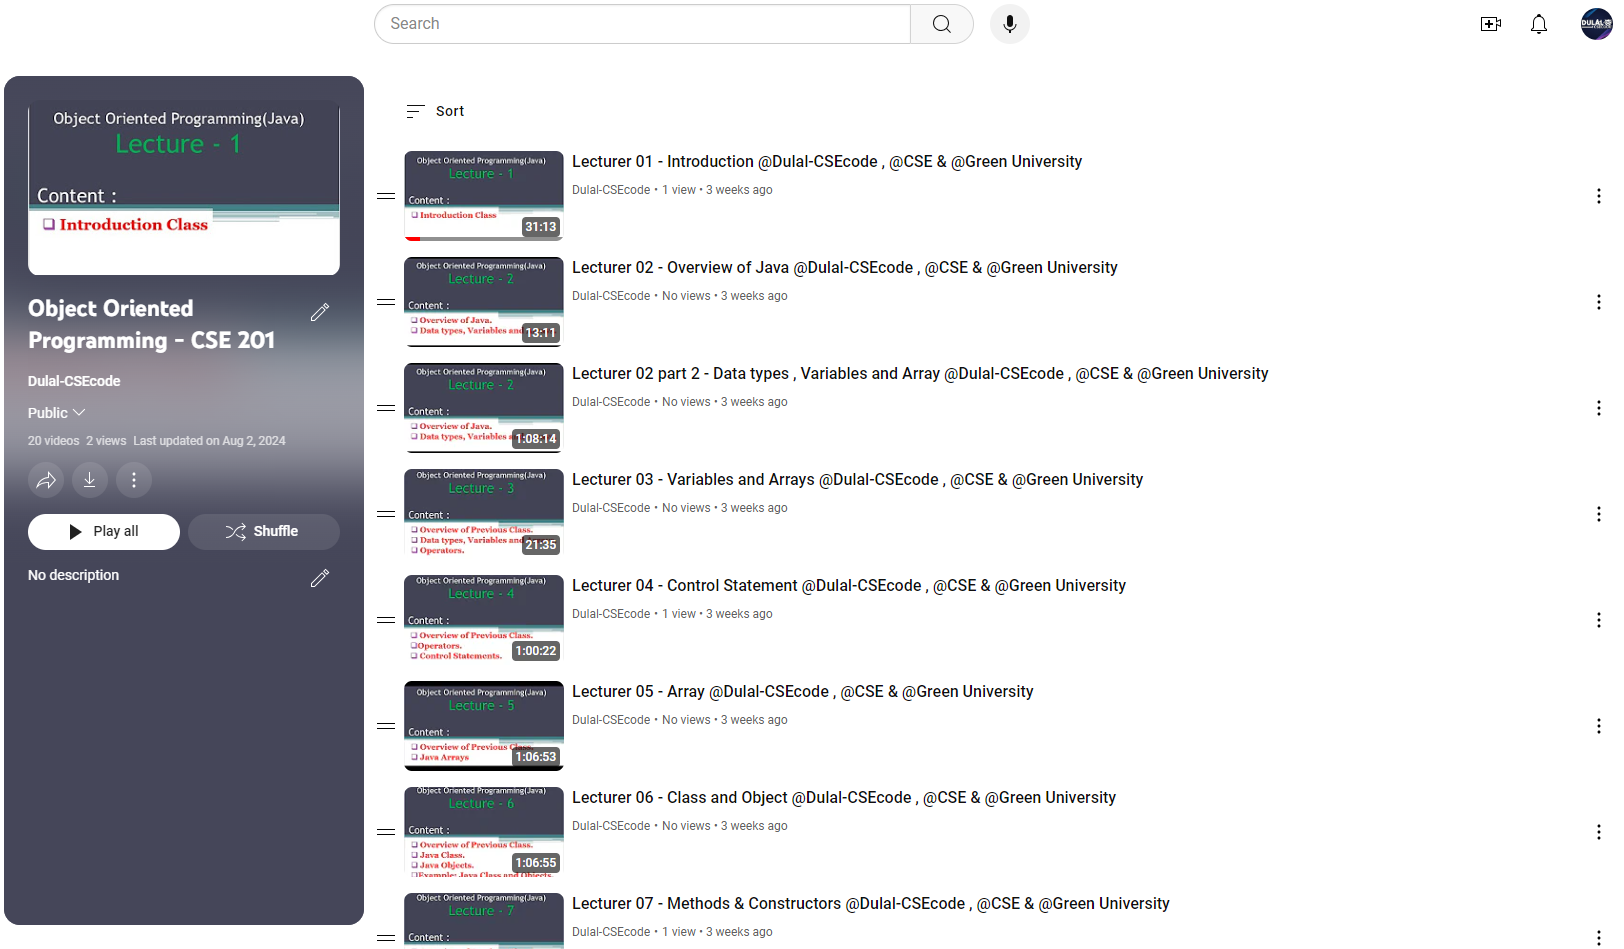 Search
DULAL
Object Oriented Programming(Java)
Lecture - 1
Content :
Introduction Class
Object Oriented
Programming - CSE 201
Dulal-CSEcode
Public
20 videos 2 views Last updated on Aug 2, 2024
Play all
Shuffle
No description
Sort
Object Oriented Programming(Java)
Lecture - 1
Content :
Introduction Class
31:13
Lecturer 01 - Introduction @Dulal-CSEcode , @CSE & @Green University
Dulal-CSEcode • 1 view • 3 weeks ago
Object Oriented Programming(Java)
Lecture - 2
Content :
Overview of Java.
Data types, Variables and
13:11
Lecturer 02 - Overview of Java @Dulal-CSEcode , @CSE & @Green University
Dulal-CSEcode • No views • 3 weeks ago
Object Oriented Programming(Java)
Lecture - 2
Content :
Overview of Java.
Data types, Variables a
1:08:14
Lecturer 02 part 2 - Data types , Variables and Array @Dulal-CSEcode , @CSE & @Green University
Dulal-CSEcode • No views • 3 weeks ago
Object Oriented Programming(Java)
Lecture - 3
Content :
Overview of Previous Class.
Data types, Variables and
Operators.
21:35
Lecturer 03 - Variables and Arrays @Dulal-CSEcode , @CSE & @Green University
Dulal-CSEcode • No views • 3 weeks ago
Object Oriented Programming(Java)
Lecture - 4
Content :
Overview of Previous Class.
Operators.
Control Statements.
1:00:22
Lecturer 04 - Control Statement @Dulal-CSEcode , @CSE & @Green University
Dulal-CSEcode • 1 view • 3 weeks ago
Object Oriented Programming(Java)
Lecture - 5
Content :
Overview of Previous Class.
Java Arrays
1:06:53
Lecturer 05 - Array @Dulal-CSEcode , @CSE & @Green University
Dulal-CSEcode • No views • 3 weeks ago
Object Oriented Programming(Java)
Lecture - 6
Content :
Overview of Previous Class.
Java Class.
Java Objects.
Example: Java Class and Objects.
1:06:55
Lecturer 06 - Class and Object @Dulal-CSEcode , @CSE & @Green University
Dulal-CSEcode • No views • 3 weeks ago
Object Oriented Programming(Java)
Lecture - 7
Content :
Lecturer 07 - Methods & Constructors @Dulal-CSEcode , @CSE & @Green University
Dulal-CSEcode • 1 view • 3 weeks ago